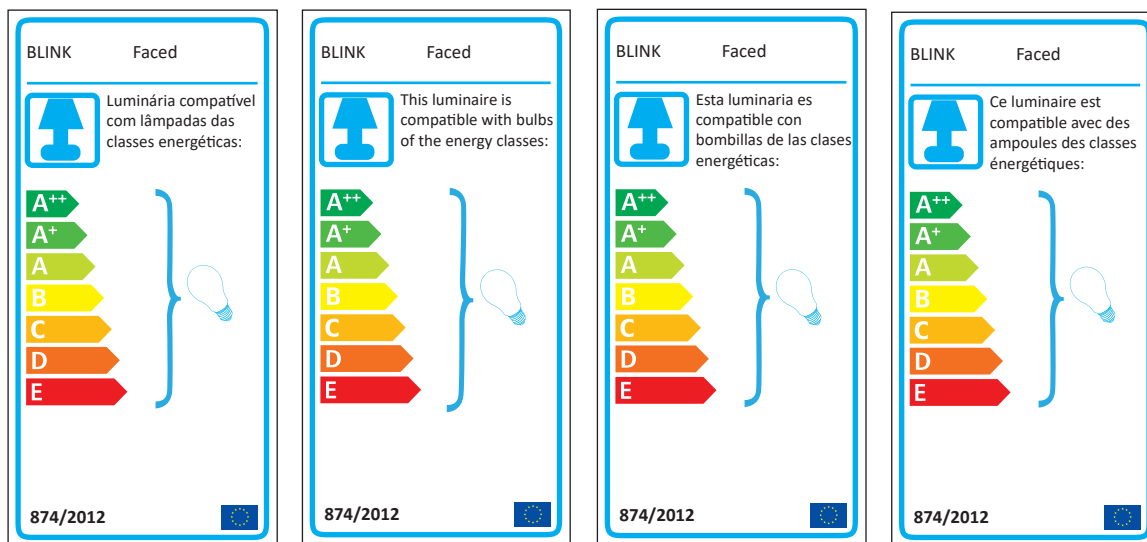 BLINK Faced
Luminária compatível
com lâmpadas das
classes energéticas:
A++
A+
A
B
C
D
E
874/2012
BLINK Faced
This luminaire is
compatible with bulbs
of the energy classes:
A++
A+
A
B
C
D
E
874/2012
BLINK Faced
Esta luminaria es
compatible con
bombillas de las clases
energéticas:
A++
A+
A
B
C
D
E
874/2012
BLINK Faced
Ce luminaire est
compatible avec des
ampoules des classes
énergétiques:
A++
A+
A
B
C
D
E
874/2012